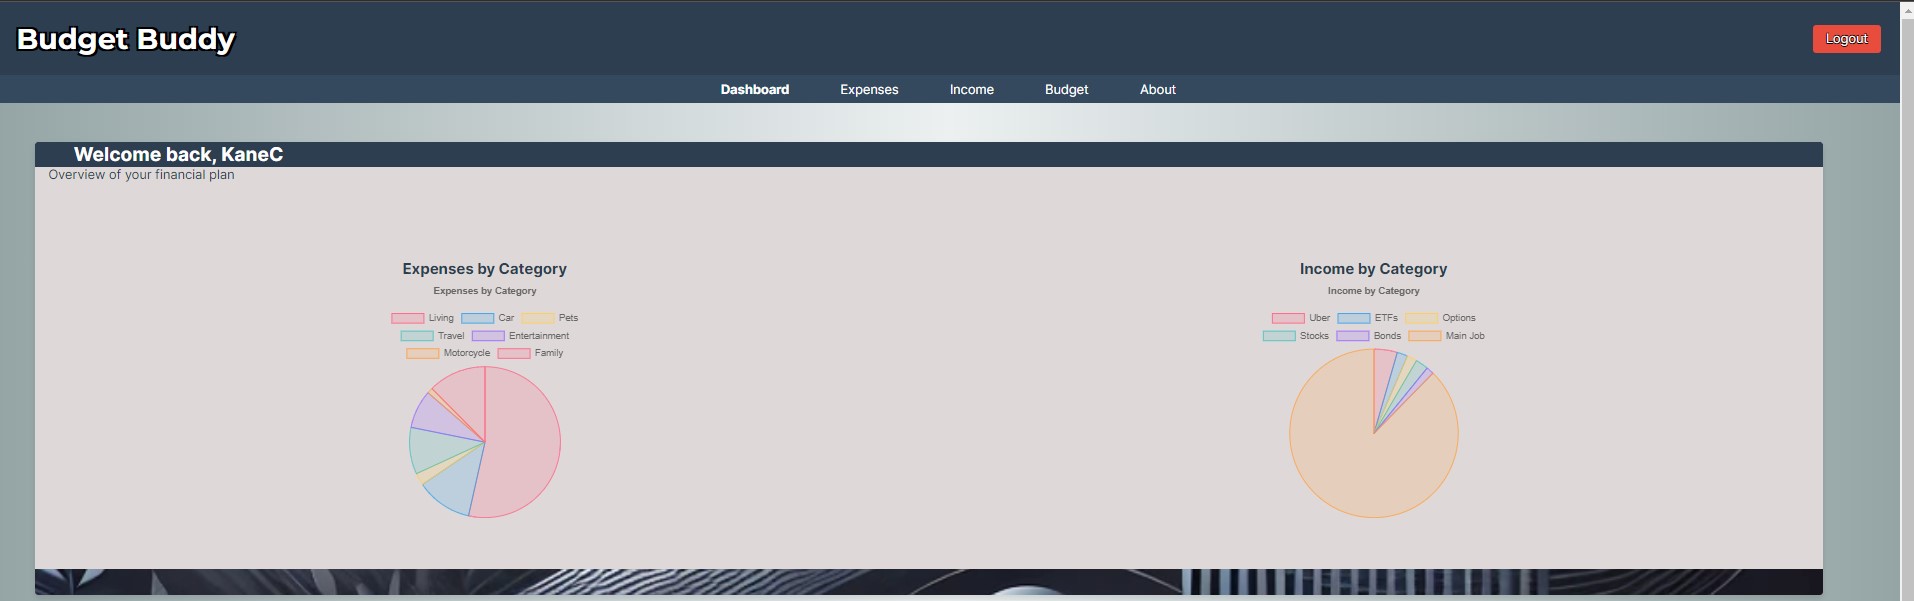 Budget Buddy
Logout
Dashboard Expenses Income Budget About
Welcome back, KaneC
Overview of your financial plan
Expenses by Category
Expenses by Category
Living Car Pets
Travel Entertainment
Motorcycle Family
Income by Category
Income by Category
Uber ETFs Options
Stocks Bonds Main Job